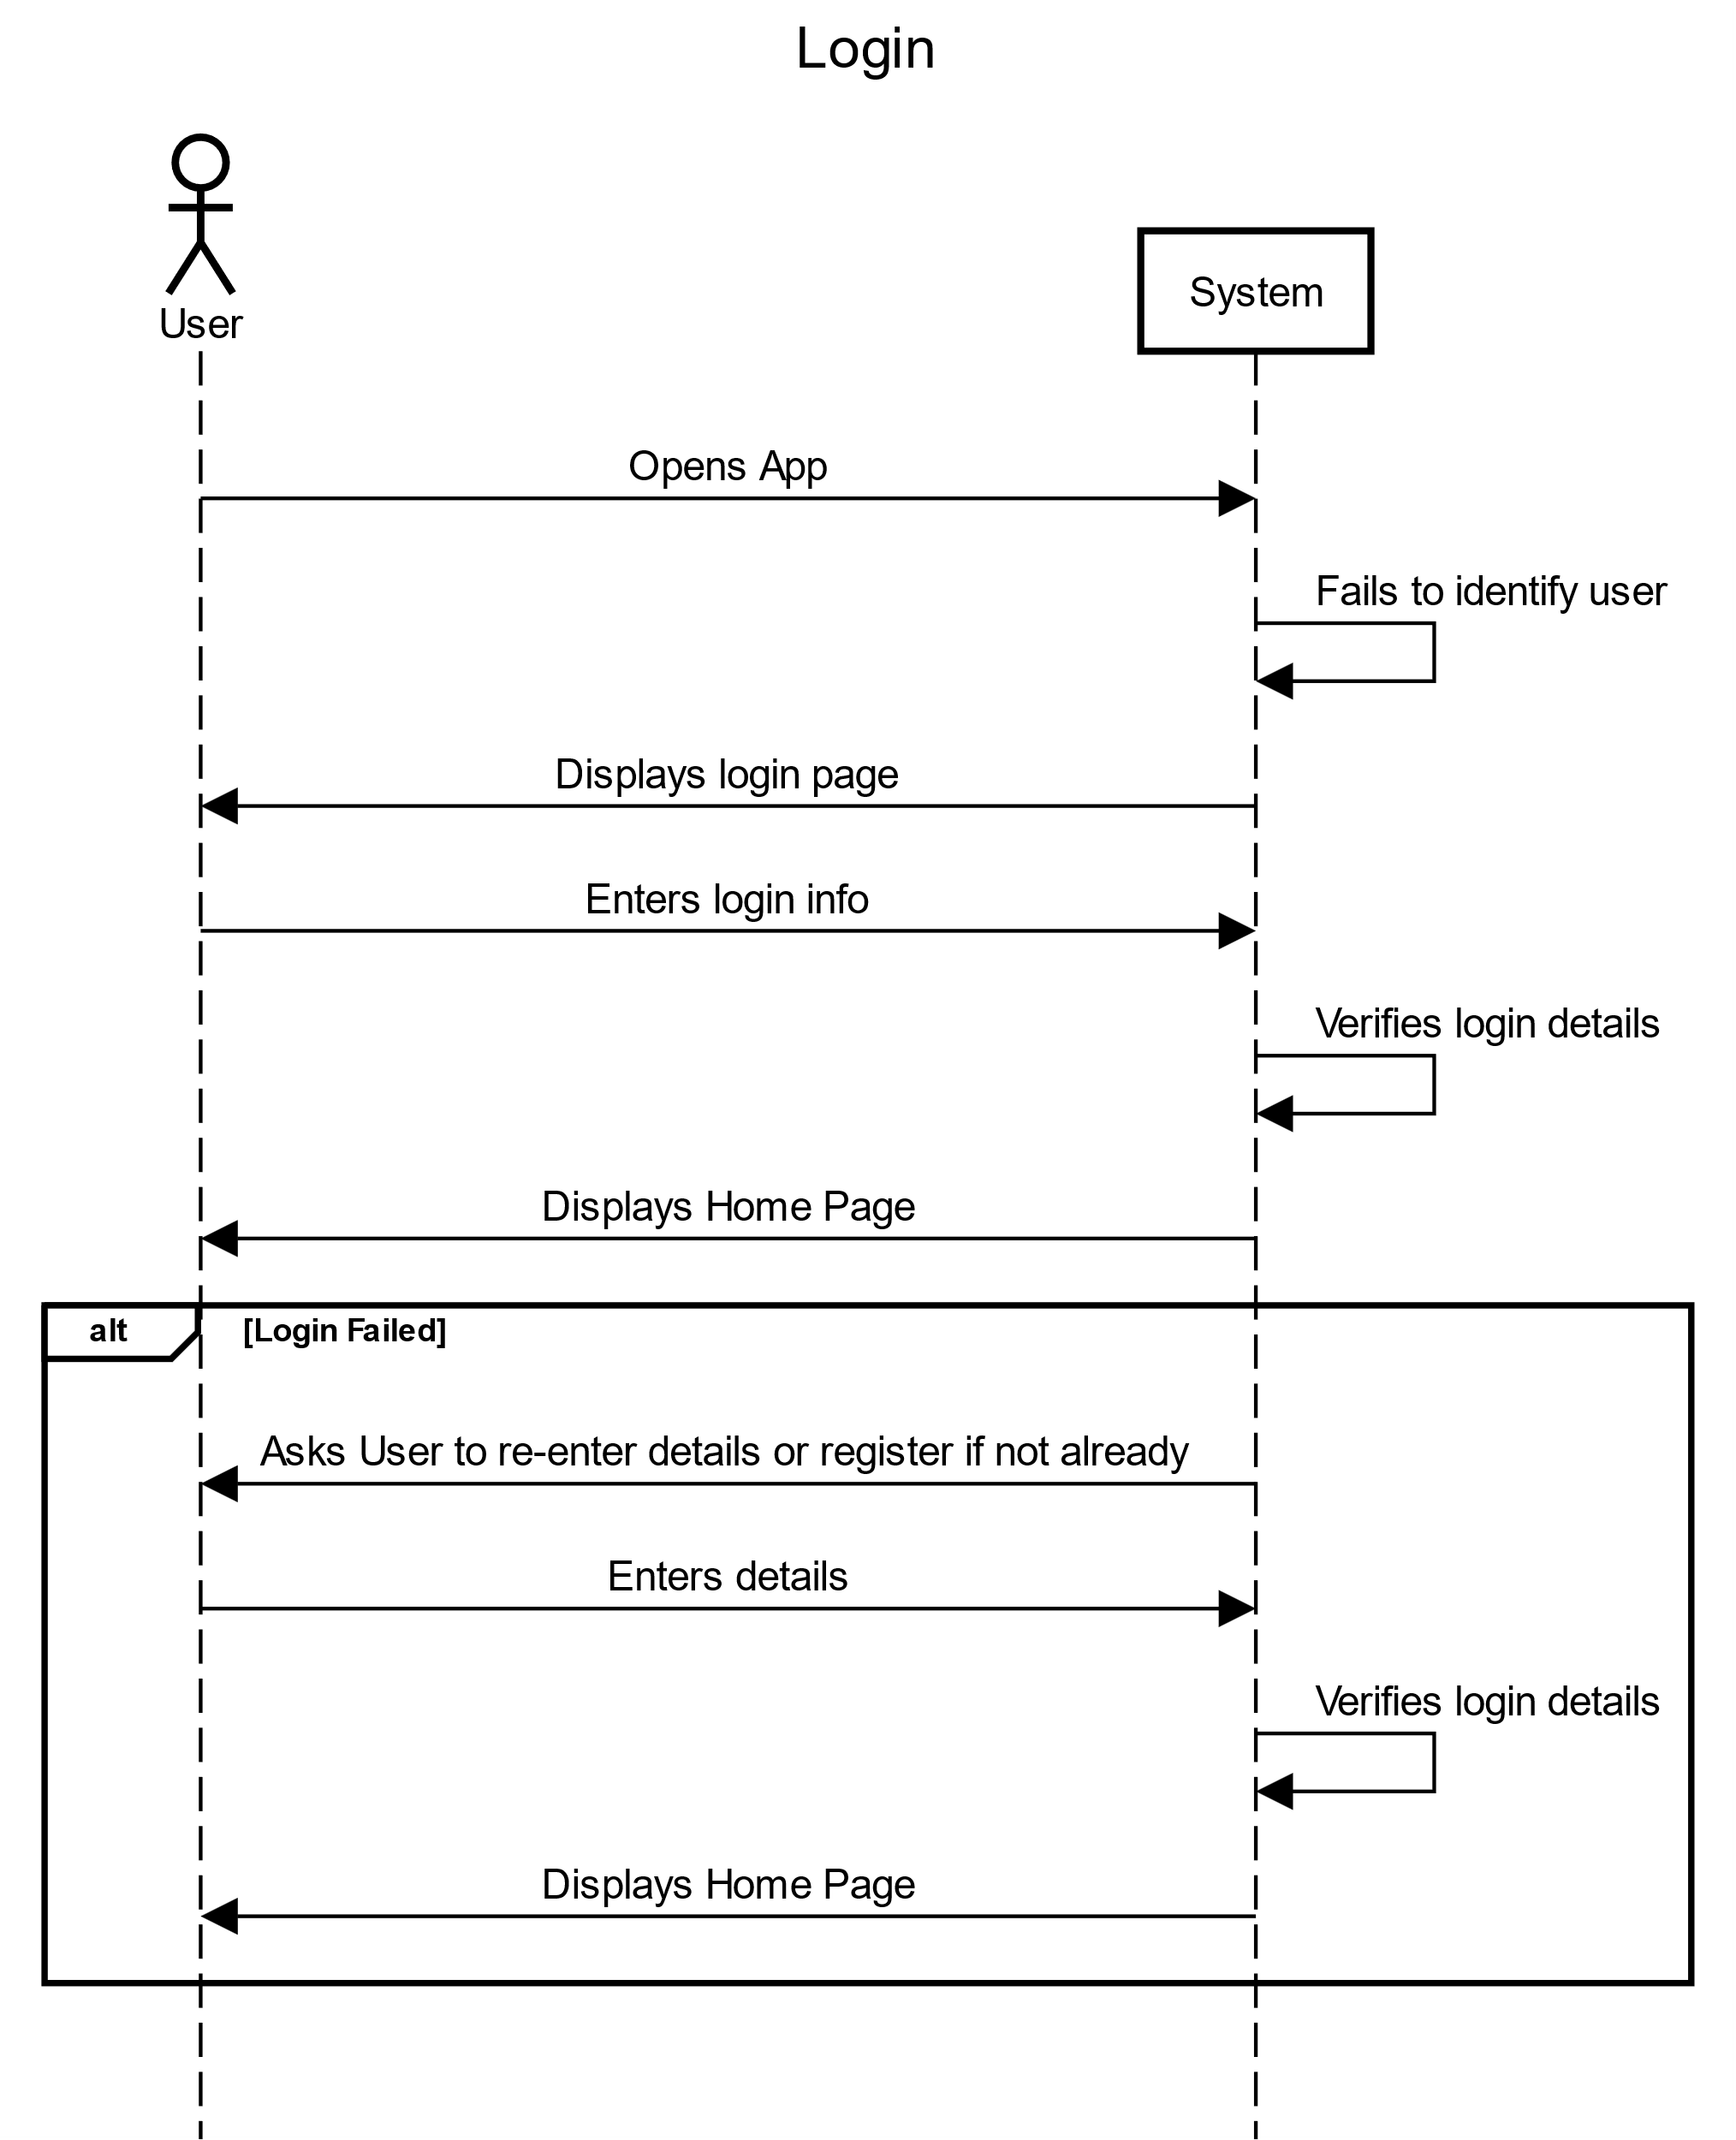 Login
User
System
Opens App
Fails to identify user
Displays login page
Enters login info
Verifies login details
Displays Home Page
alt [Login Failed]
Asks User to re-enter details or register if not already
Enters details
Verifies login details
Displays Home Page